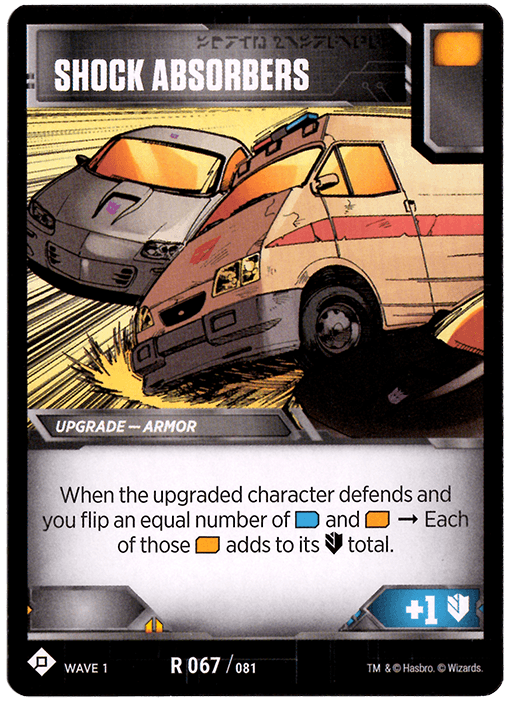 SHOCK ABSORBERS
UPGRADE — ARMOR
When the upgraded character defends and
you flip an equal number of and → Each
of those adds to its total.
+1
WAVE 1 R 067 / 081 TM & © Hasbro. © Wizards.